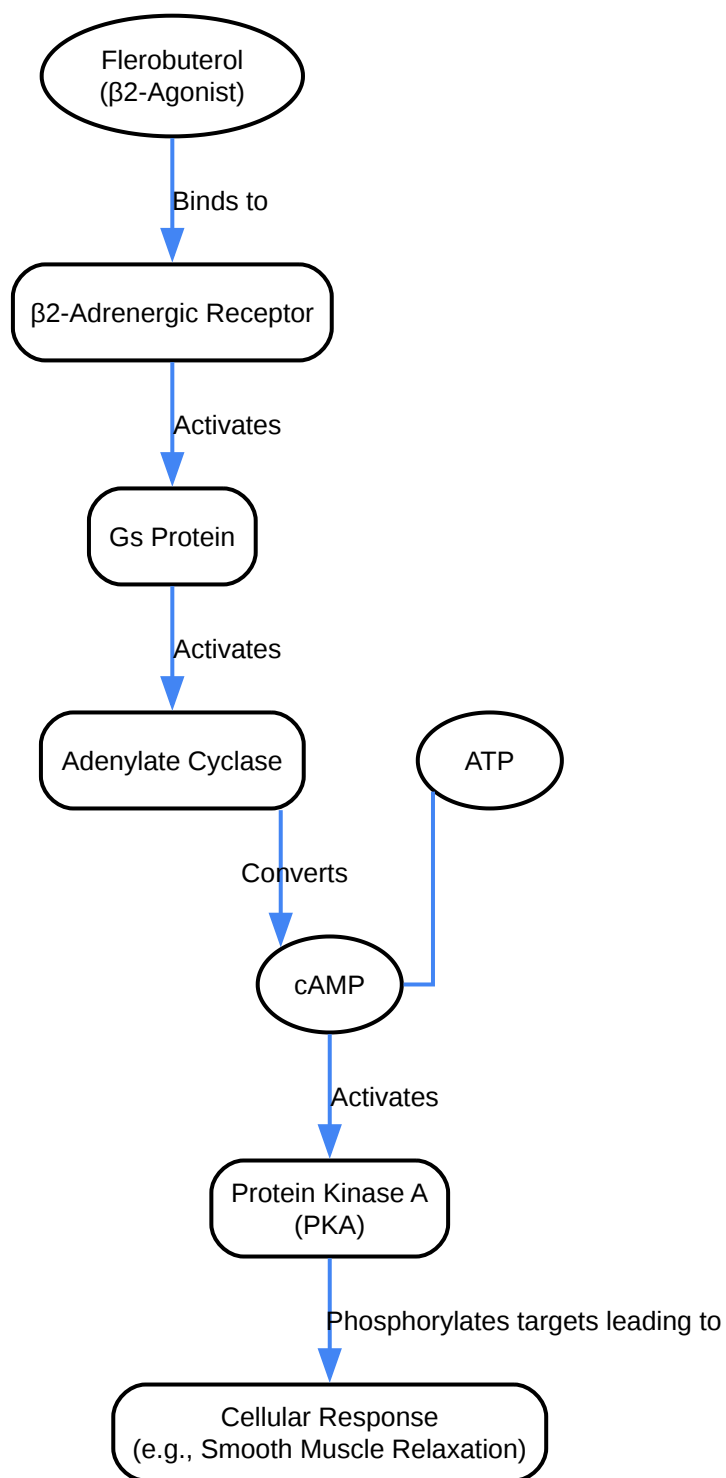 Flerobuterol
(β2-Agonist)
Binds to
β2-Adrenergic Receptor
Activates
Gs Protein
Activates
Adenylate Cyclase
ATP
Converts
cAMP
Activates
Protein Kinase A
(PKA)
Phosphorylates targets leading to
Cellular Response
(e.g., Smooth Muscle Relaxation)